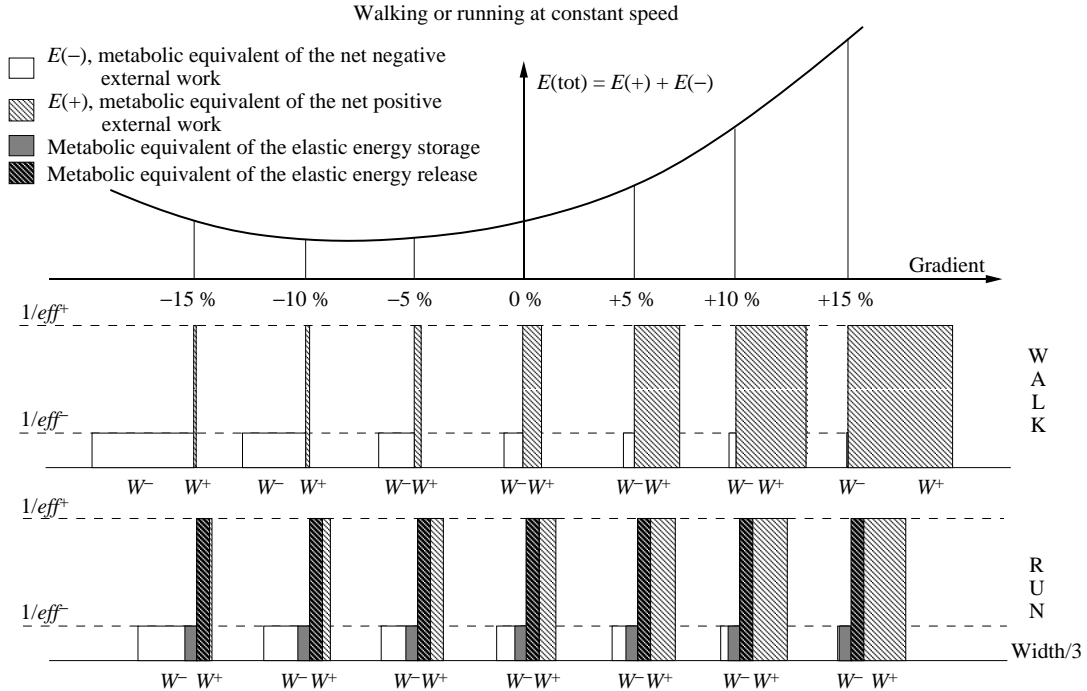 Walking or running at constant speed
E(−), metabolic equivalent of the net negative
external work
E(+), metabolic equivalent of the net positive
external work
Metabolic equivalent of the elastic energy storage
Metabolic equivalent of the elastic energy release
E(tot) = E(+) + E(−)
Gradient
−15 % −10 % −5 % 0 % +5 % +10 % +15 %
1/eff⁺
1/eff⁻
W⁻ W⁺ W⁻ W⁺ W⁻W⁺ W⁻W⁺ W⁻W⁺ W⁻W⁺ W⁻ W⁺
W
A
L
K
1/eff⁺
1/eff⁻
R
U
N
Width/3
W⁻ W⁺ W⁻W⁺ W⁻W⁺ W⁻W⁺ W⁻W⁺ W⁻W⁺ W⁻ W⁺